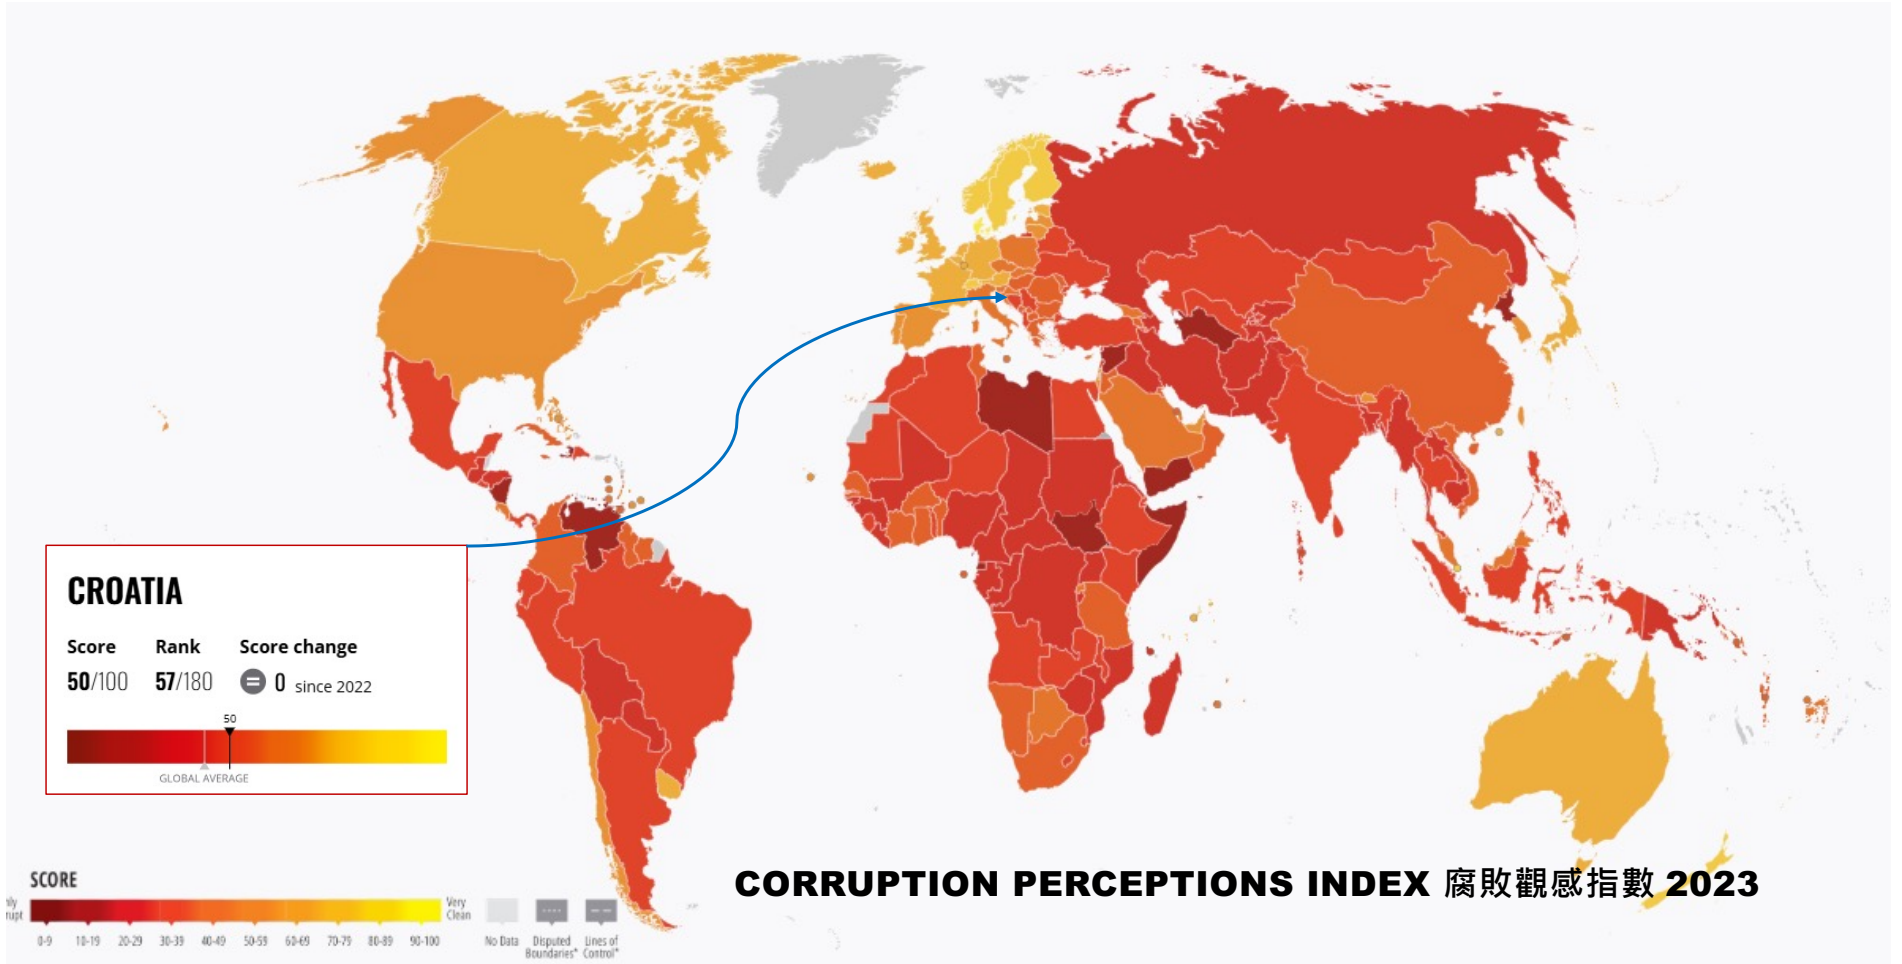 CROATIA
Score Rank Score change
50/100 57/180 0 since 2022
50
GLOBAL AVERAGE
SCORE
Very
Clean
0-9 10-19 20-29 30-39 40-49 50-59 60-69 70-79 80-89 90-100 No Data Disputed Lines of
Boundaries* Control*
CORRUPTION PERCEPTIONS INDEX 腐敗觀感指數 2023